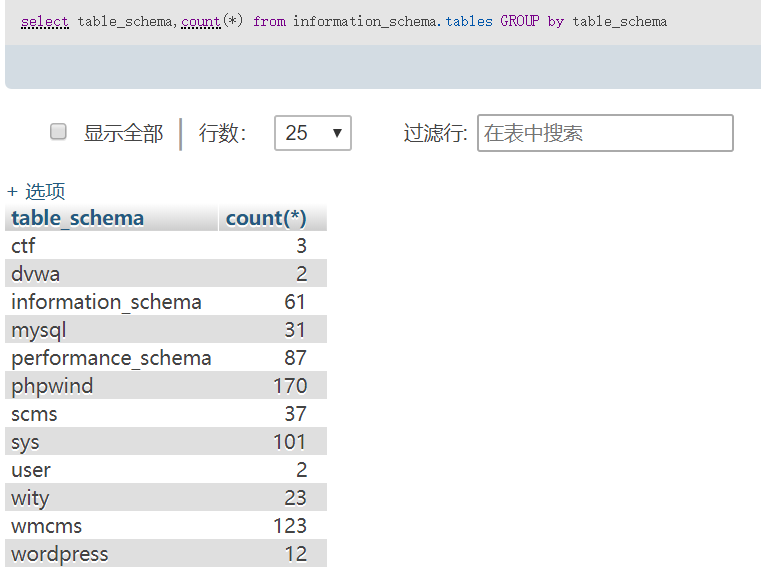 select table_schema,count(*) from information_schema.tables GROUP by table_schema
显示全部 行数： 25 ▼ 过滤行: 在表中搜索
+ 选项
table_schema count(*)
ctf 3
dvwa 2
information_schema 61
mysql 31
performance_schema 87
phpwind 170
scms 37
sys 101
user 2
wity 23
wmcms 123
wordpress 12